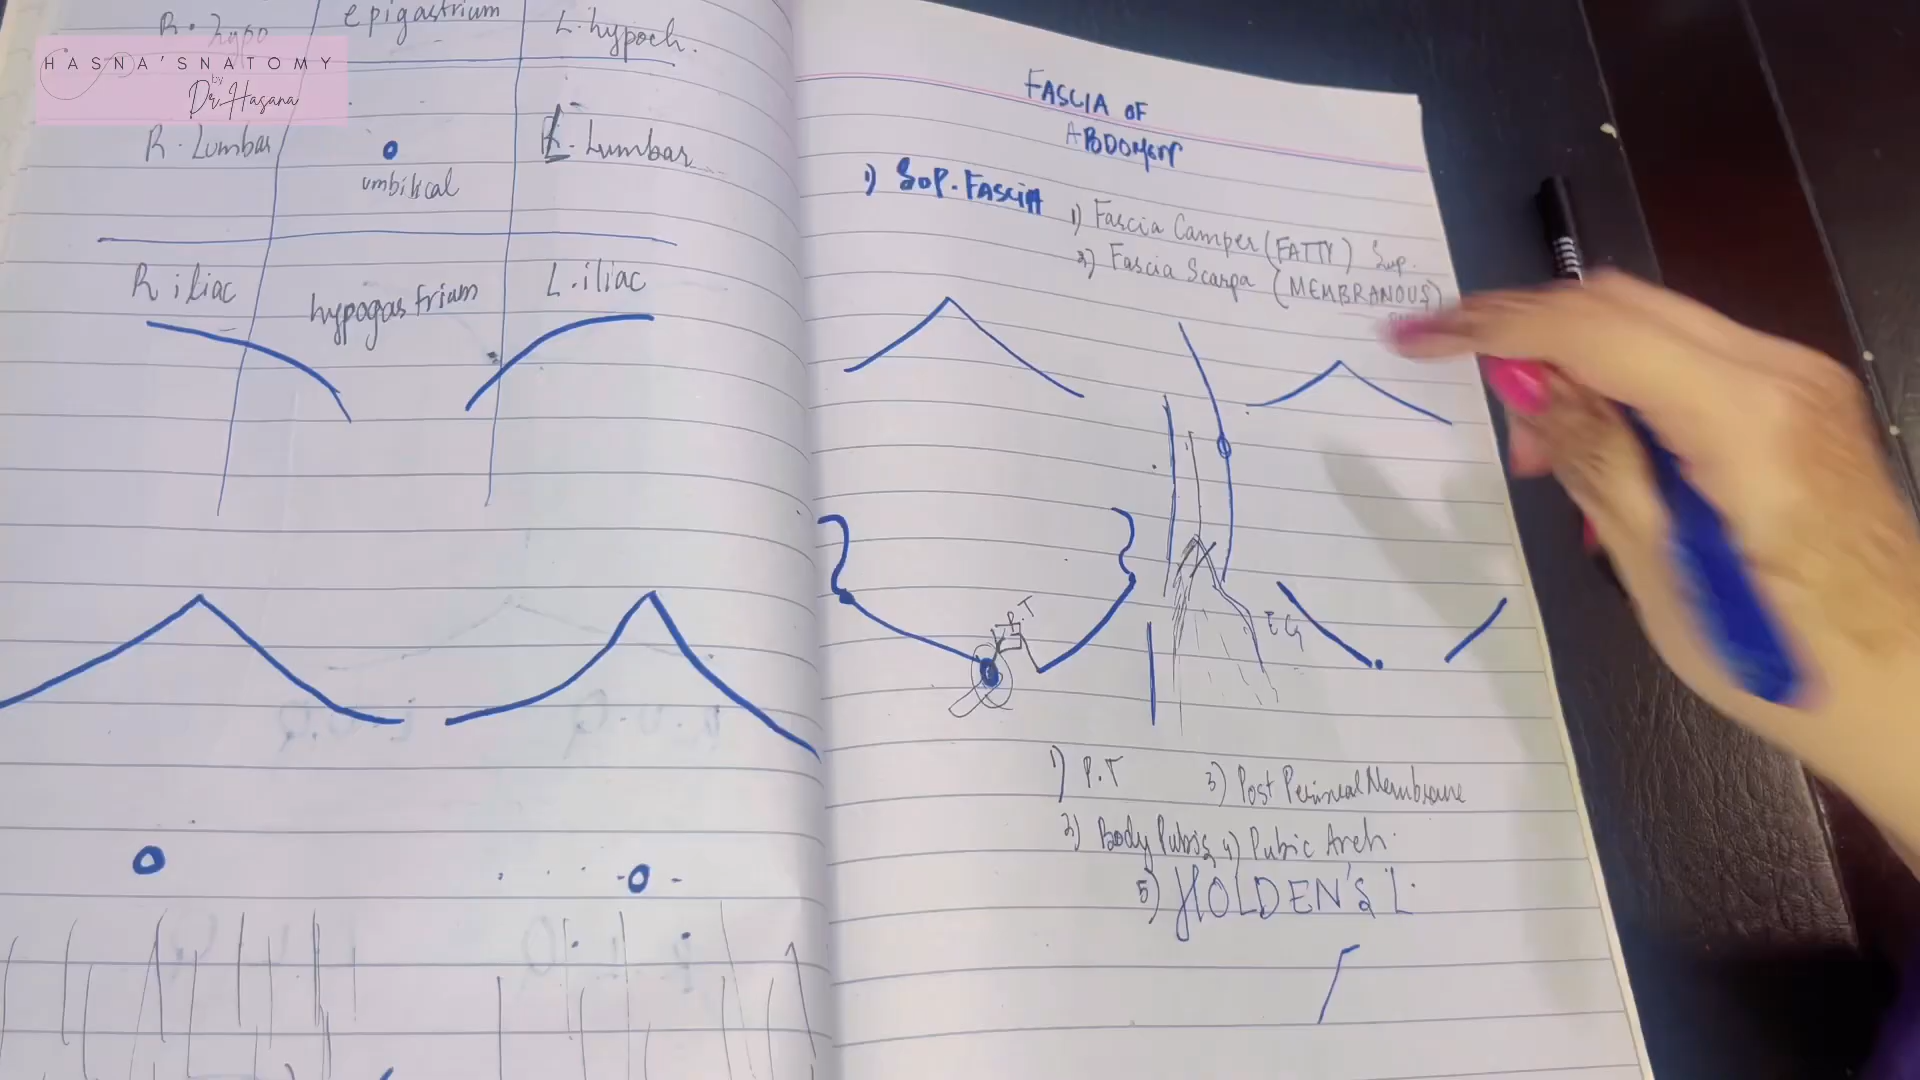 R. hypo epigastrium L. hypoch.
HASNA'SNATOMY
by
Dr. Hasana
R. Lumbar L. Lumbar
umbilical
R iliac hypogastrium L. iliac
FASCIA OF
ABDOMEN
1) SUP. FASCIA
1) Fascia Camper (FATTY) Sup.
2) Fascia Scarpa (MEMBRANOUS)
P.T
E G
1) P.T 3) Post Perineal Membrane
2) Body Pubis 4) Pubic Arch.
5) HOLDEN'S L.